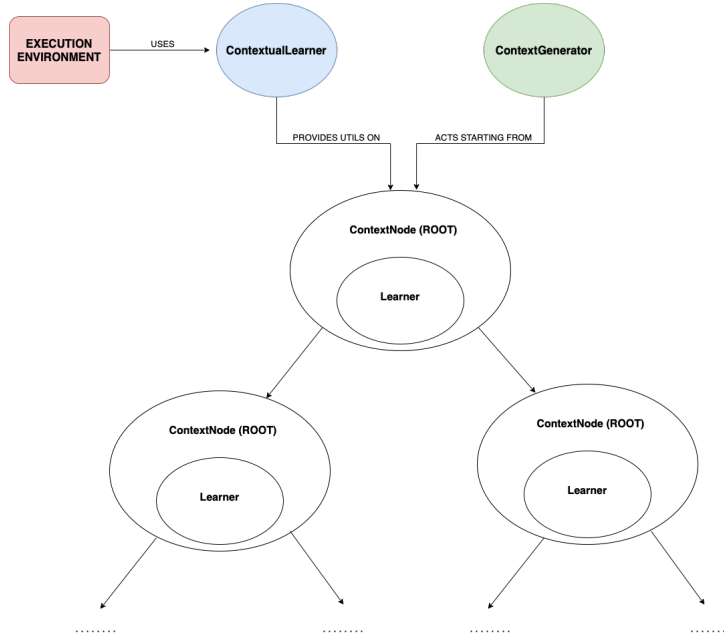 EXECUTION
ENVIRONMENT
USES
ContextualLearner
ContextGenerator
PROVIDES UTILS ON
ACTS STARTING FROM
ContextNode (ROOT)
Learner
ContextNode (ROOT)
Learner
ContextNode (ROOT)
Learner
........
........
........
........